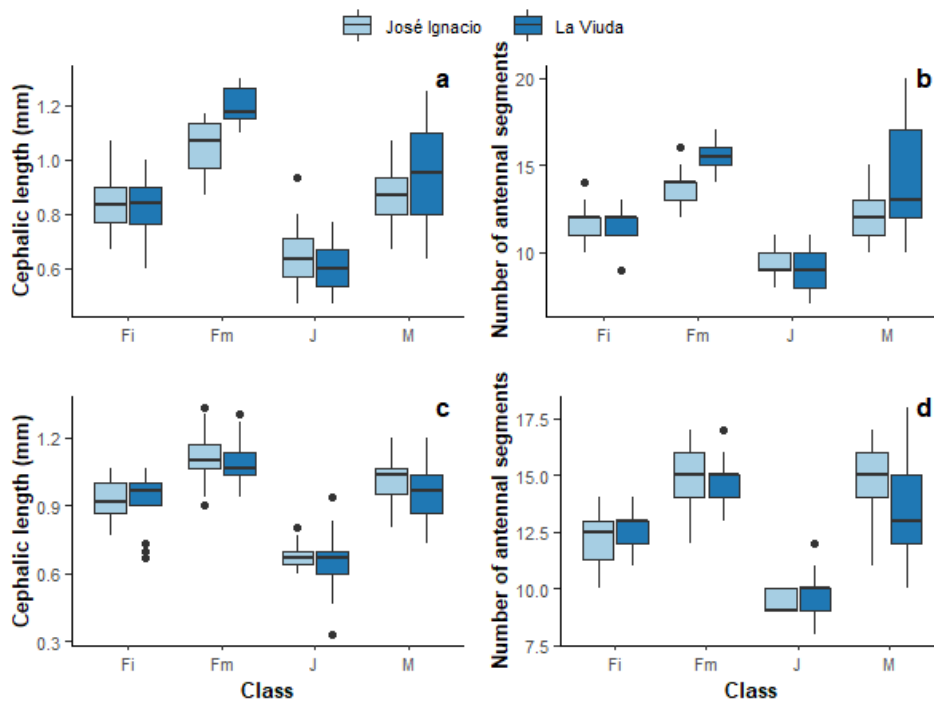 José Ignacio La Viuda
a
Cephalic length (mm)
1.2
1.0
0.8
0.6
Fi Fm J M
b
Number of antennal segments
20
15
10
Fi Fm J M
c
Cephalic length (mm)
1.2
0.9
0.6
0.3
Fi Fm J M
Class
d
Number of antennal segments
17.5
15.0
12.5
10.0
7.5
Fi Fm J M
Class